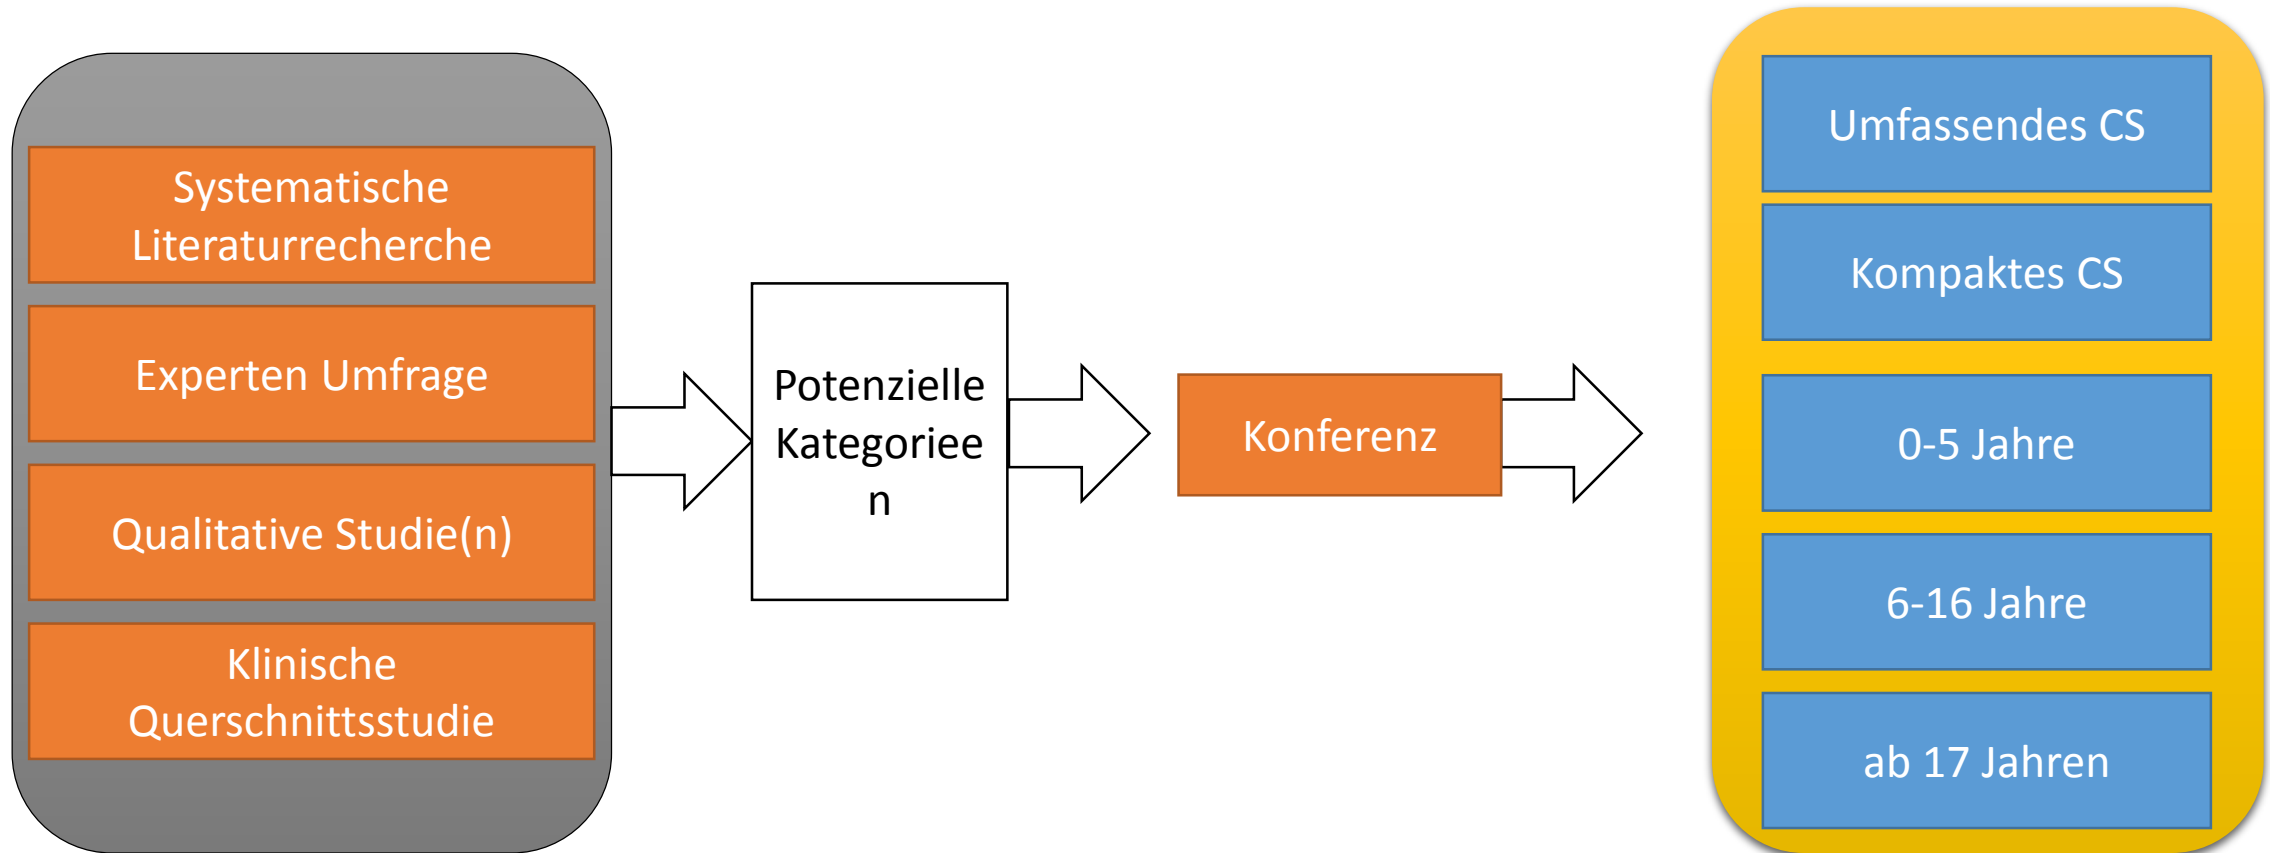 Systematische
Literaturrecherche
Experten Umfrage
Qualitative Studie(n)
Klinische
Querschnittsstudie
Potenzielle
Kategoriee
n
Konferenz
Umfassendes CS
Kompaktes CS
0-5 Jahre
6-16 Jahre
ab 17 Jahren